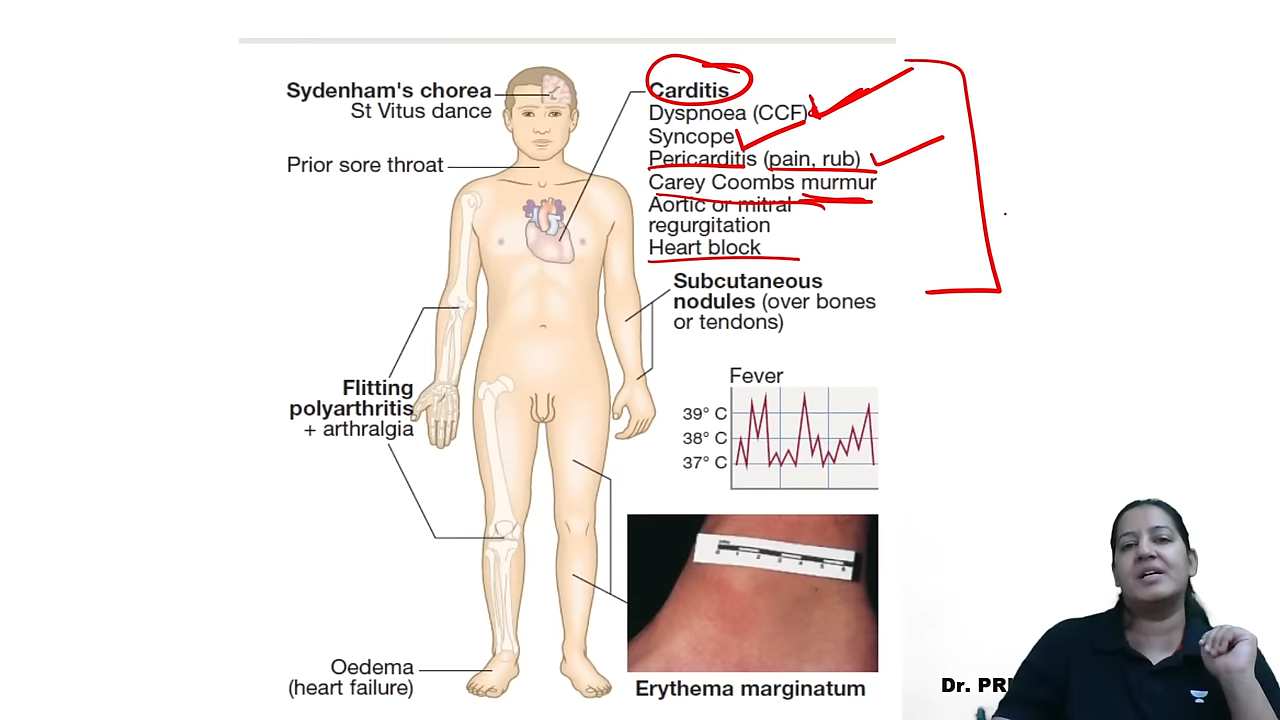 Sydenham's chorea
St Vitus dance
Prior sore throat
Carditis
Dyspnoea (CCF)
Syncope
Pericarditis (pain, rub)
Carey Coombs murmur
Aortic or mitral
regurgitation
Heart block
Subcutaneous
nodules (over bones
or tendons)
Flitting
polyarthritis
+ arthralgia
Fever
39° C
38° C
37° C
Oedema
(heart failure)
Erythema marginatum
Dr. PRI